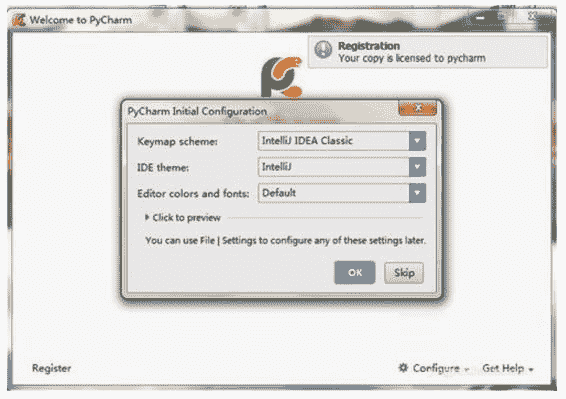 Welcome to PyCharm
Registration
Your copy is licensed to pycharm
PyCharm Initial Configuration
Keymap scheme: IntelliJ IDEA Classic
IDE theme: IntelliJ
Editor colors and fonts: Default
Click to preview
You can use File | Settings to configure any of these settings later.
OK Skip
Register Configure Get Help